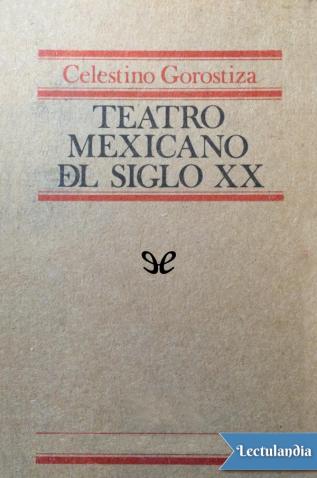 Celestino Gorostiza
TEATRO
MEXICANO
DEL SIGLO XX
Lectulandia